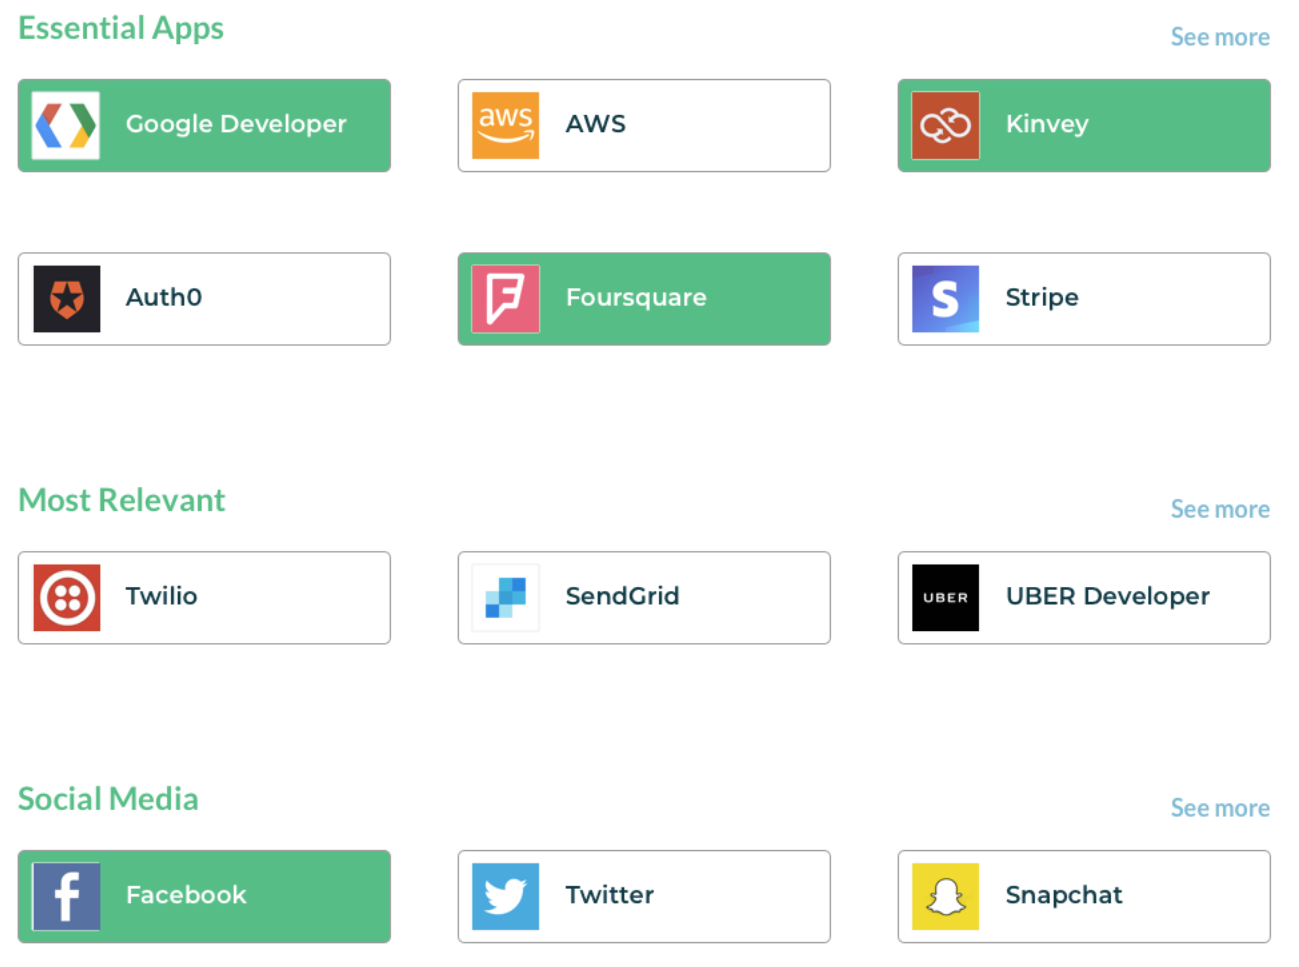 Essential Apps
See more
Google Developer
aws
AWS
Kinvey
Auth0
Foursquare
S
Stripe
Most Relevant
See more
Twilio
SendGrid
UBER
UBER Developer
Social Media
See more
f
Facebook
Twitter
Snapchat